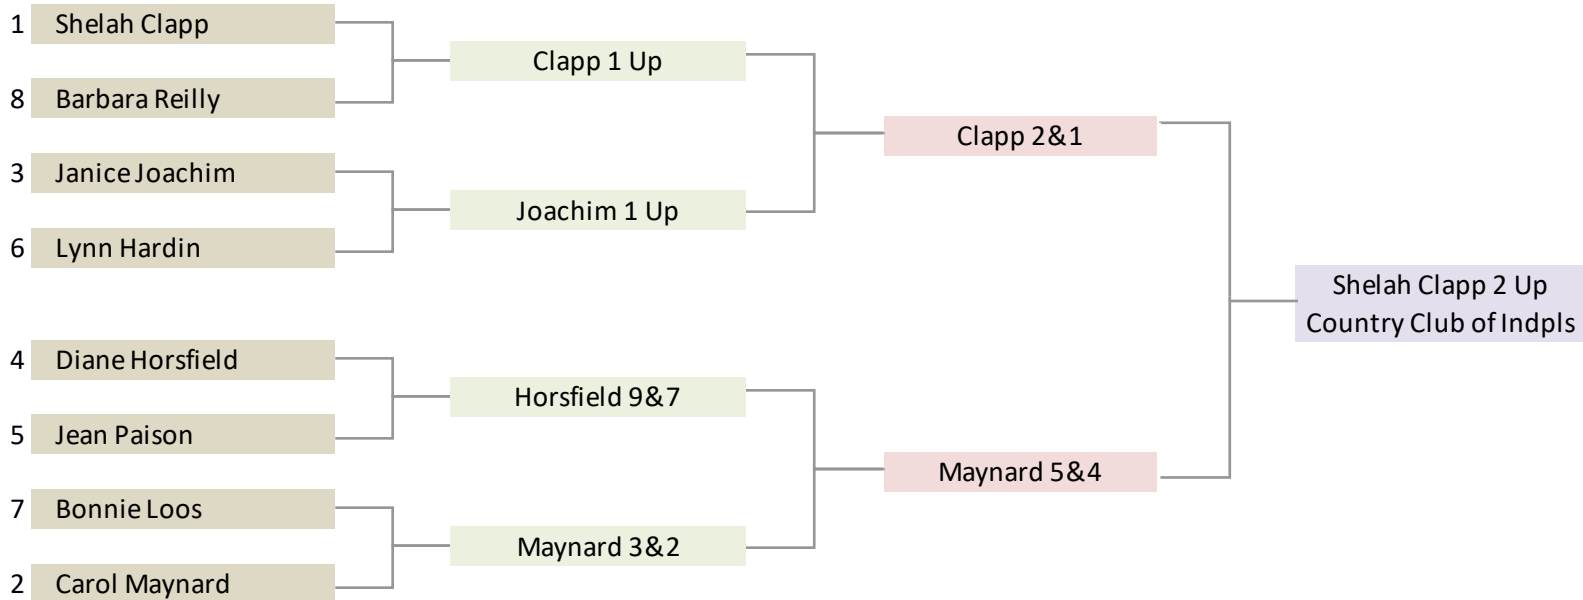 1 Shelah Clapp
Clapp 1 Up
8 Barbara Reilly
Clapp 2&1
3 Janice Joachim
Joachim 1 Up
6 Lynn Hardin
Shelah Clapp 2 Up
Country Club of Indpls
4 Diane Horsfield
Horsfield 9&7
5 Jean Paison
Maynard 5&4
7 Bonnie Loos
Maynard 3&2
2 Carol Maynard